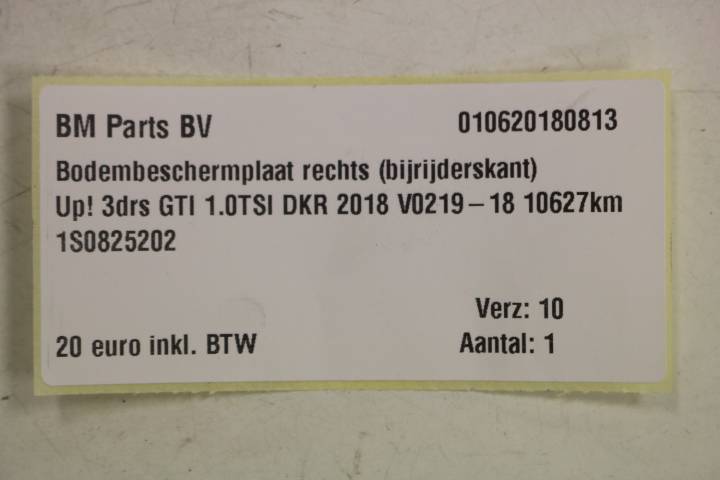 BM Parts BV 010620180813
Bodembeschermplaat rechts (bijrijderskant)
Up! 3drs GTI 1.0TSI DKR 2018 V0219-18 10627km
1S0825202
Verz: 10
20 euro inkl. BTW Aantal: 1